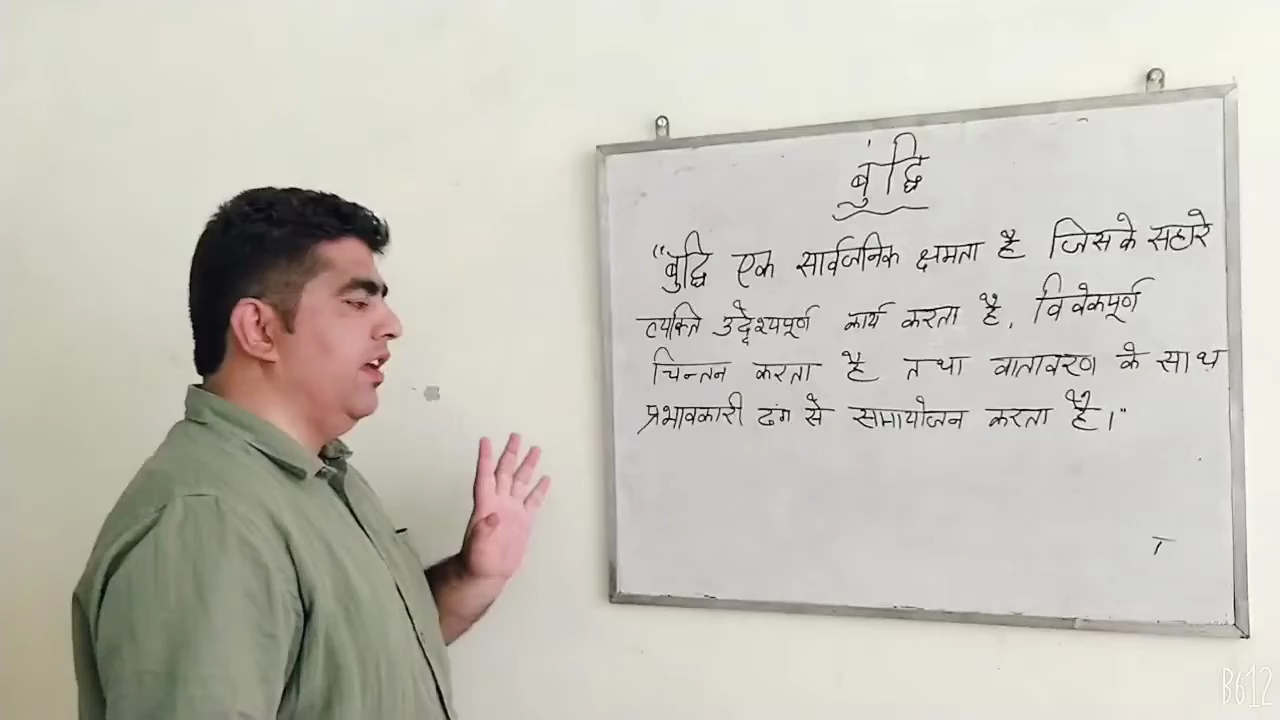 बुद्धि
"बुद्धि एक सार्वजनिक क्षमता है जिसके सहारे
व्यक्ति उद्देश्यपूर्ण कार्य करता है, विवेकपूर्ण
चिन्तन करता है तथा वातावरण के साथ
प्रभावकारी ढंग से समायोजन करता है।"
B612